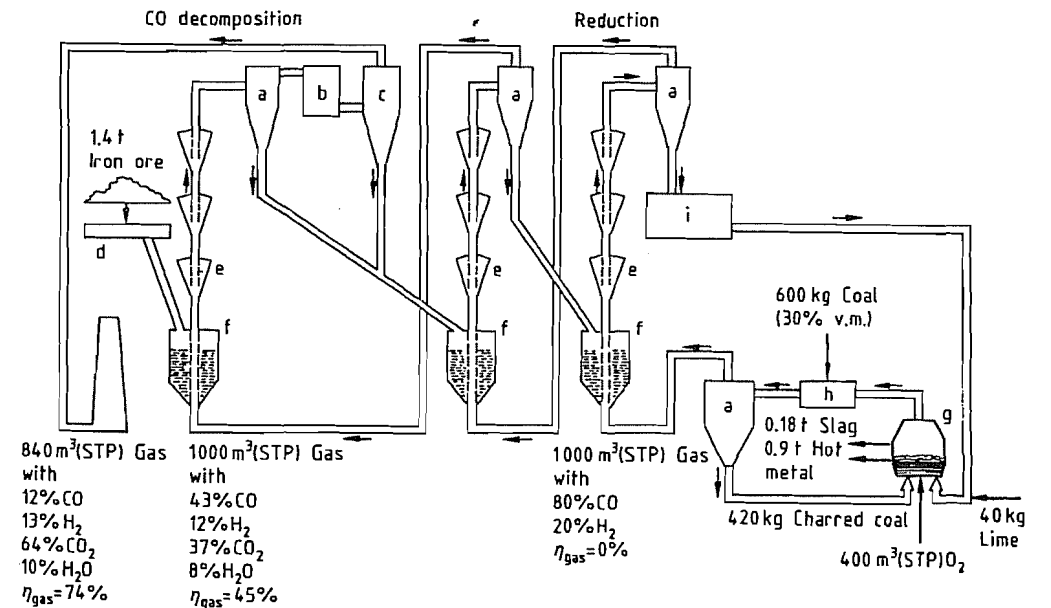 CO decomposition
Reduction
a
b
c
a
a
1.4 t
Iron ore
d
e
e
e
i
f
f
f
600 kg Coal
(30% v.m.)
a
h
g
0.18 t Slag
0.9 t Hot
metal
420 kg Charred coal
40 kg
Lime
400 m³(STP)O₂
840 m³(STP) Gas
with
12%CO
13%H₂
64%CO₂
10%H₂O
η_gas=74%
1000 m³(STP) Gas
with
43%CO
12%H₂
37%CO₂
8%H₂O
η_gas=45%
1000 m³(STP) Gas
with
80%CO
20%H₂
η_gas=0%